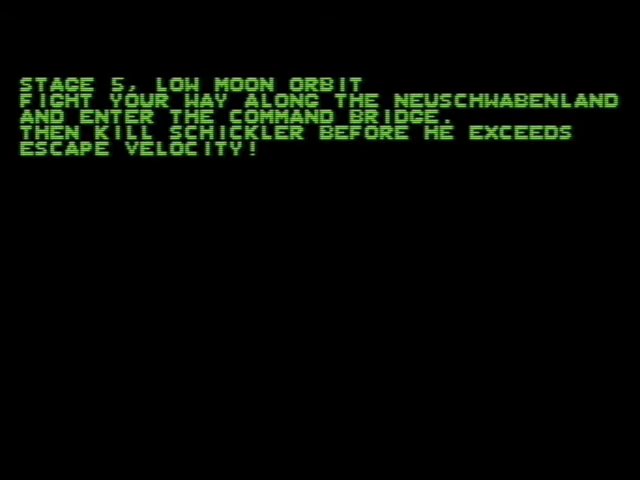 STAGE 5, LOW MOON ORBIT
FIGHT YOUR WAY ALONG THE NEUSCHWABENLAND
AND ENTER THE COMMAND BRIDGE.
THEN KILL SCHICKLER BEFORE HE EXCEEDS
ESCAPE VELOCITY!